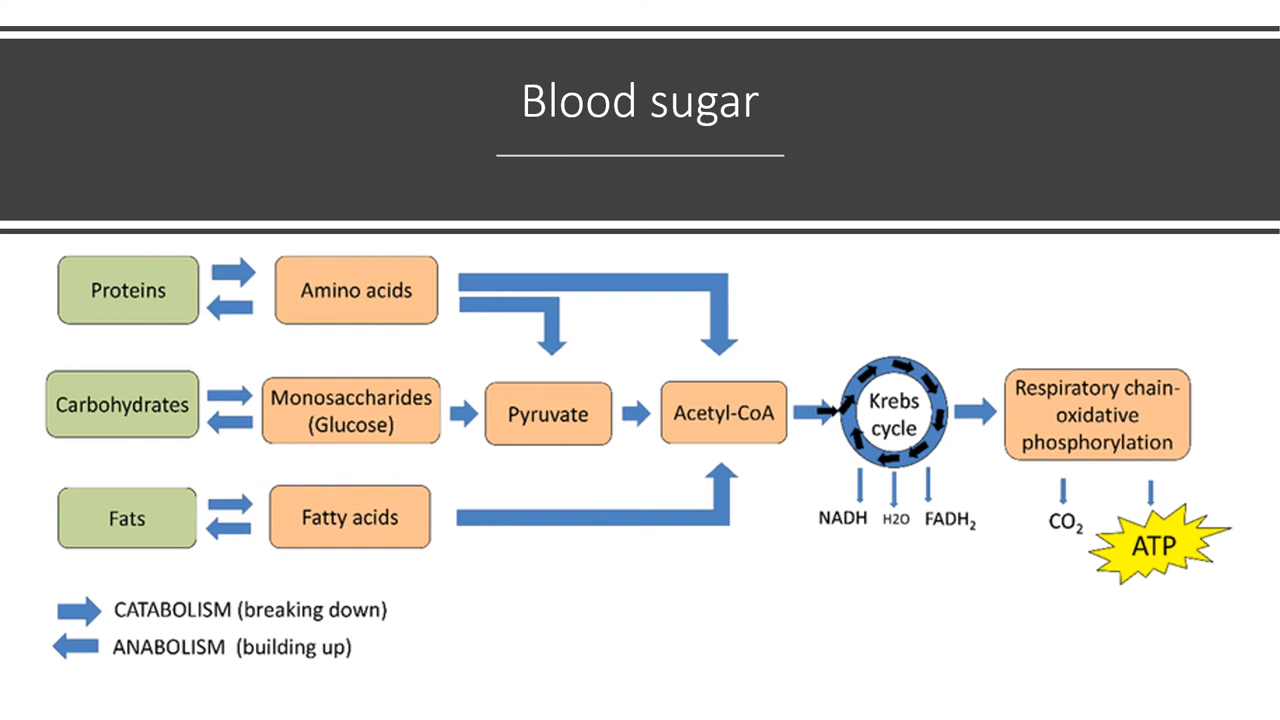 Blood sugar
Proteins
Amino acids
Carbohydrates
Monosaccharides
(Glucose)
Pyruvate
Acetyl-CoA
Krebs
cycle
Respiratory chain-
oxidative
phosphorylation
Fats
Fatty acids
NADH
H2O
FADH₂
CO₂
ATP
CATABOLISM (breaking down)
ANABOLISM (building up)